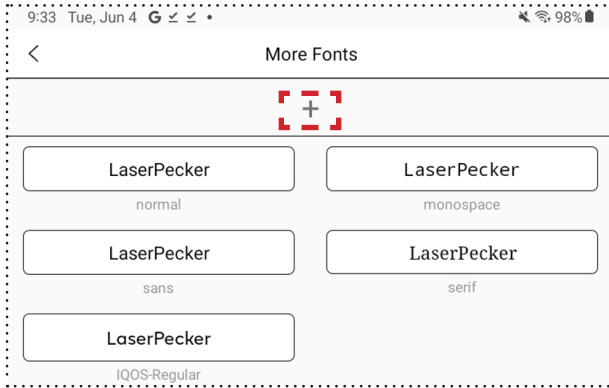 9:33 Tue, Jun 4 G • 98%
More Fonts
+
LaserPecker LaserPecker
normal monospace
LaserPecker LaserPecker
sans serif
LaserPecker
IQOS-Regular